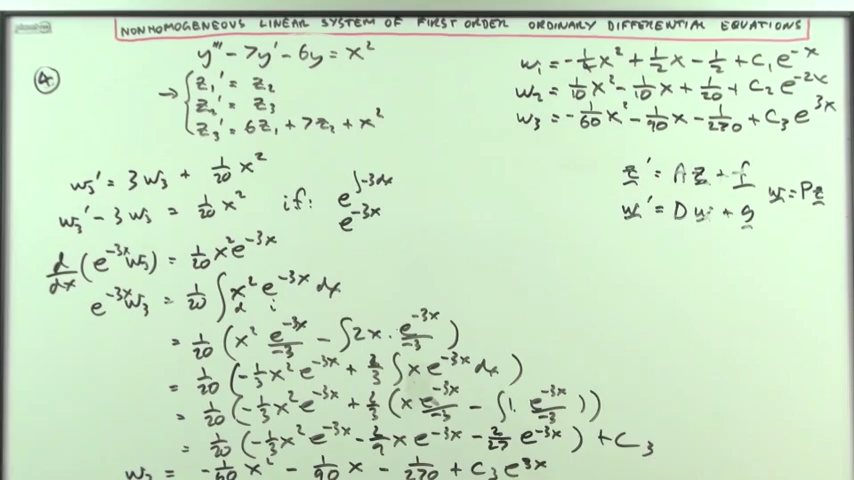 NONHOMOGENEOUS LINEAR SYSTEM OF FIRST ORDER ORDINARY DIFFERENTIAL EQUATIONS
4.
y''' - 7y' - 6y = x²
→ { z₁' = z₂
z₂' = z₃
z₃' = 6z₁ + 7z₂ + x²
w₁ = -1/4 x² + 1/2 x - 1/2 + C₁e^{-x}
w₂ = 1/10 x² - 1/10 x + 1/20 + C₂e^{-2x}
w₃ = -1/60 x² - 1/90 x - 1/270 + C₃e^{3x}
z' = Az + f
w' = Dw + g
w = Pz
w₃' = 3w₃ + 1/20 x²
w₃' - 3w₃ = 1/20 x² if: e^{∫-3dx}
e^{-3x}
d/dx (e^{-3x}w₃) = 1/20 x²e^{-3x}
e^{-3x}w₃ = 1/20 ∫ x² e^{-3x} dx
d i
= 1/20 (x² e^{-3x}/-3 - ∫2x · e^{-3x}/-3)
= 1/20 (-1/3 x²e^{-3x} + 2/3 ∫ x e^{-3x} dx)
= 1/20 (-1/3 x²e^{-3x} + 2/3 (x e^{-3x}/-3 - ∫1 · e^{-3x}/-3))
= 1/20 (-1/3 x²e^{-3x} - 2/9 x e^{-3x} - 2/27 e^{-3x}) + C₃
w₃ = -1/60 x² - 1/90 x - 1/270 + C₃e^{3x}